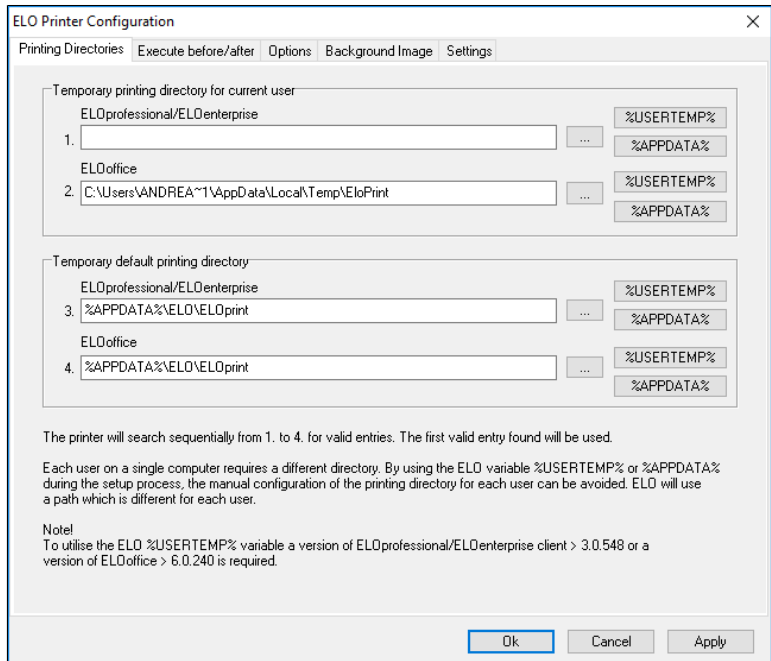 ELO Printer Configuration
Printing Directories Execute before/after Options Background Image Settings
Temporary printing directory for current user
ELOprofessional/ELOenterprise
%USERTEMP%
1. ...
%APPDATA%
ELOoffice
%USERTEMP%
2. C:\Users\ANDREA~1\AppData\Local\Temp\EloPrint ...
%APPDATA%
Temporary default printing directory
ELOprofessional/ELOenterprise
%USERTEMP%
3. %APPDATA%\ELO\ELOprint ...
%APPDATA%
ELOoffice
%USERTEMP%
4. %APPDATA%\ELO\ELOprint ...
%APPDATA%
The printer will search sequentially from 1. to 4. for valid entries. The first valid entry found will be used.
Each user on a single computer requires a different directory. By using the ELO variable %USERTEMP% or %APPDATA%
during the setup process, the manual configuration of the printing directory for each user can be avoided. ELO will use
a path which is different for each user.
Note!
To utilise the ELO %USERTEMP% variable a version of ELOprofessional/ELOenterprise client > 3.0.548 or a
version of ELOoffice > 6.0.240 is required.
Ok Cancel Apply